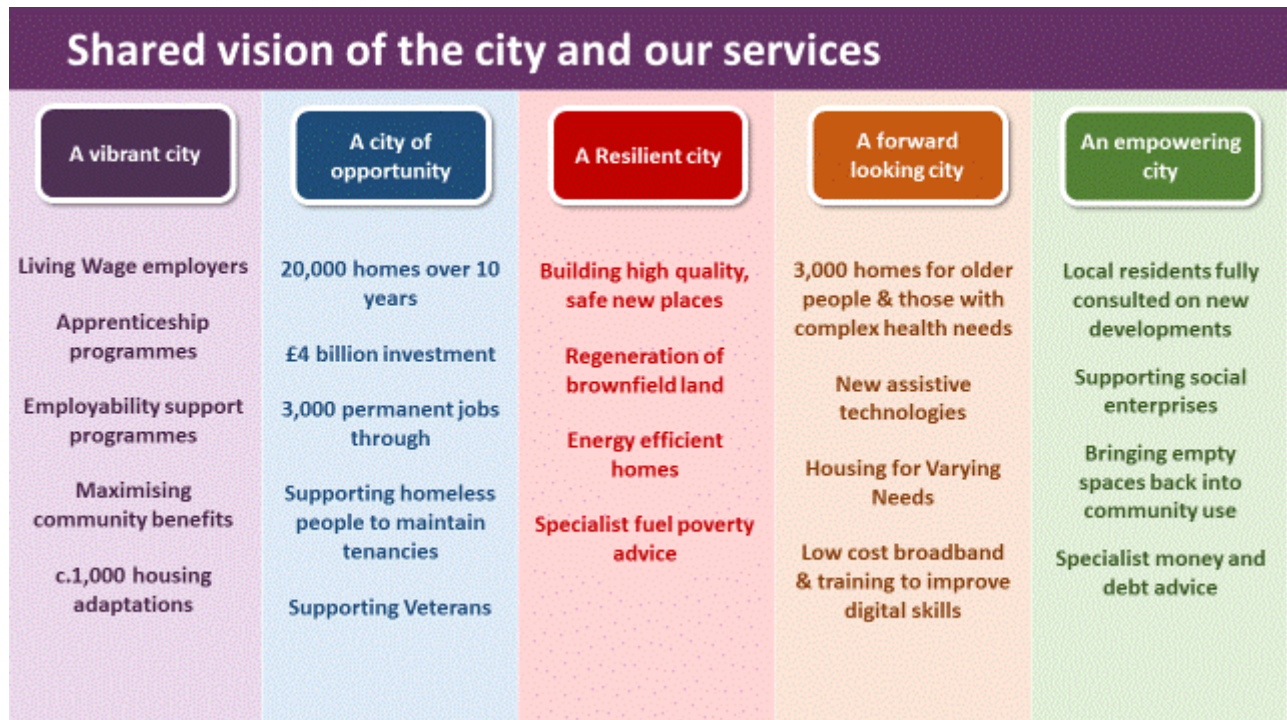 Shared vision of the city and our services
A vibrant city
Living Wage employers
Apprenticeship
programmes
Employability support
programmes
Maximising
community benefits
c.1,000 housing
adaptations
A city of
opportunity
20,000 homes over 10
years
£4 billion investment
3,000 permanent jobs
through
Supporting homeless
people to maintain
tenancies
Supporting Veterans
A Resilient city
Building high quality,
safe new places
Regeneration of
brownfield land
Energy efficient
homes
Specialist fuel poverty
advice
A forward
looking city
3,000 homes for older
people & those with
complex health needs
New assistive
technologies
Housing for Varying
Needs
Low cost broadband
& training to improve
digital skills
An empowering
city
Local residents fully
consulted on new
developments
Supporting social
enterprises
Bringing empty
spaces back into
community use
Specialist money and
debt advice